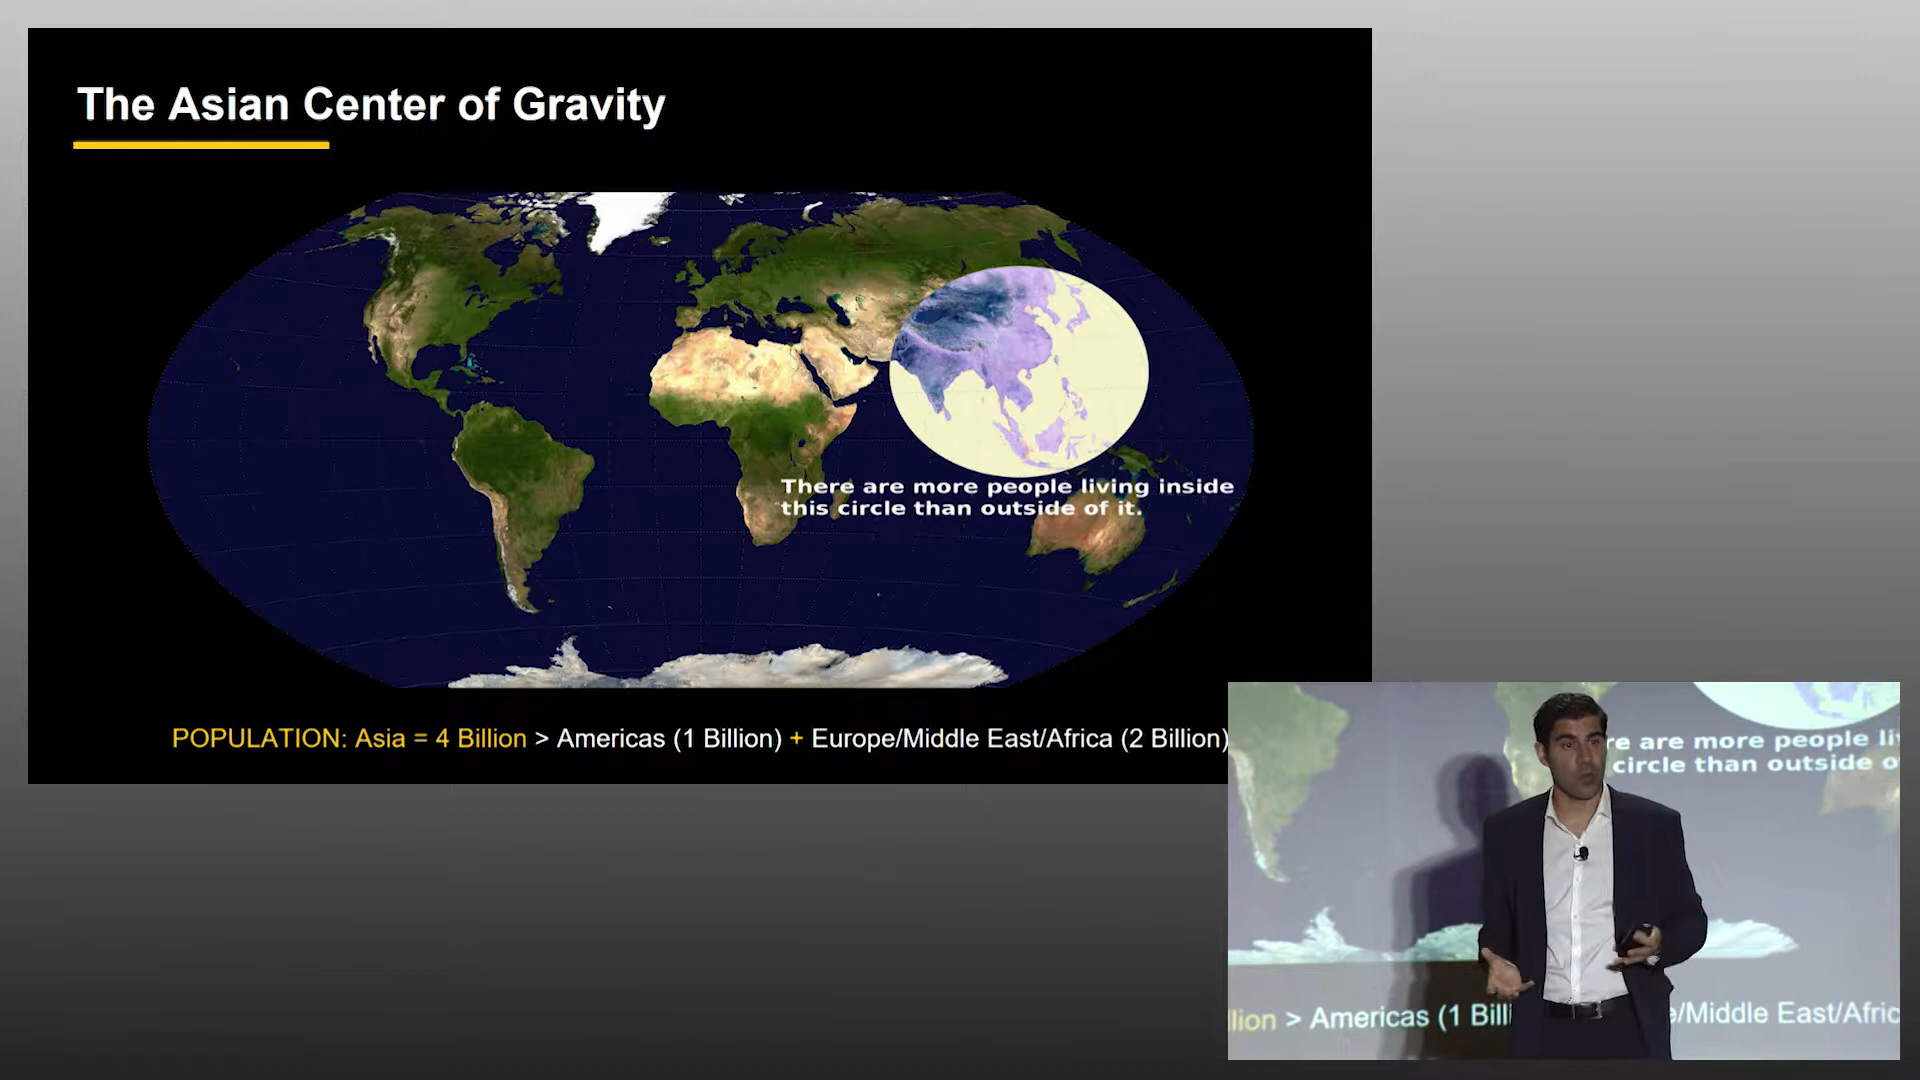 The Asian Center of Gravity
There are more people living inside
this circle than outside of it.
POPULATION: Asia = 4 Billion > Americas (1 Billion) + Europe/Middle East/Africa (2 Billion)
re are more people li
circle than outside o
llion > Americas (1 Billi
e/Middle East/Afric